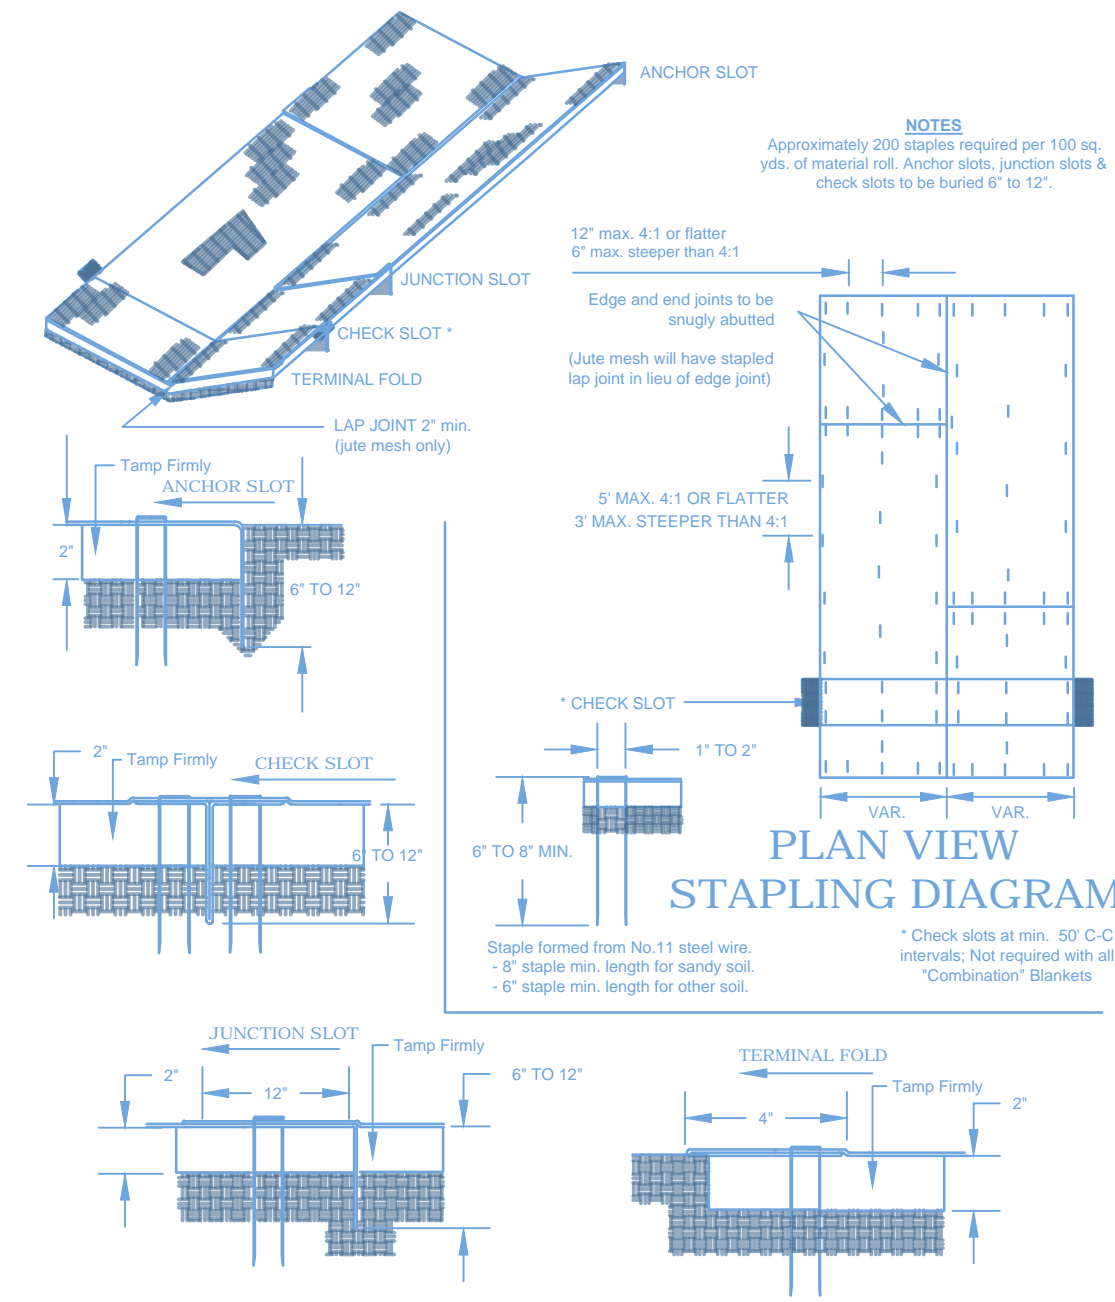 ANCHOR SLOT
NOTES
Approximately 200 staples required per 100 sq.
yds. of material roll. Anchor slots, junction slots &
check slots to be buried 6" to 12".
12" max. 4:1 or flatter
6" max. steeper than 4:1
JUNCTION SLOT
Edge and end joints to be
snugly abutted
CHECK SLOT *
(Jute mesh will have stapled
lap joint in lieu of edge joint)
TERMINAL FOLD
LAP JOINT 2" min.
(jute mesh only)
Tamp Firmly
ANCHOR SLOT
2"
6" TO 12"
5' MAX. 4:1 OR FLATTER
3' MAX. STEEPER THAN 4:1
* CHECK SLOT
1" TO 2"
2"
Tamp Firmly
CHECK SLOT
6" TO 12"
6" TO 8" MIN.
VAR.
VAR.
PLAN VIEW
STAPLING DIAGRAM
Staple formed from No.11 steel wire.
- 8" staple min. length for sandy soil.
- 6" staple min. length for other soil.
* Check slots at min. 50' C-C
intervals; Not required with all
"Combination" Blankets
JUNCTION SLOT
Tamp Firmly
2"
12"
6" TO 12"
TERMINAL FOLD
Tamp Firmly
4"
2"